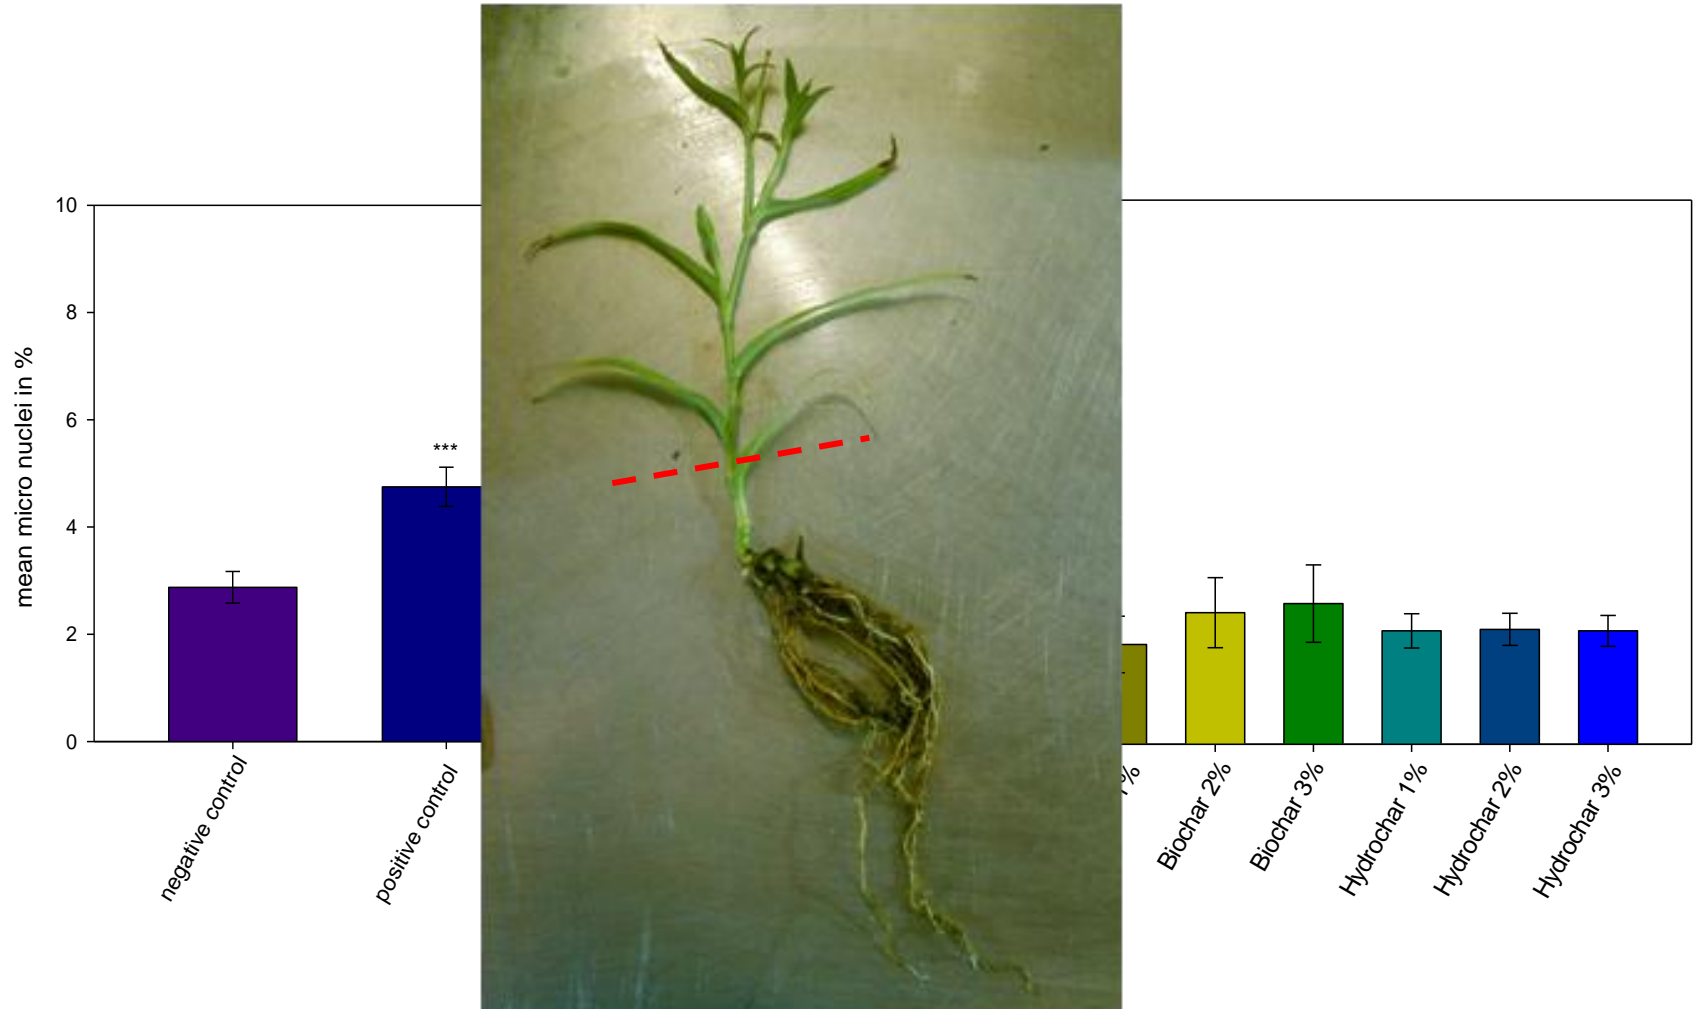 10
8
6
4
2
0
mean micro nuclei in %
***
negative control
positive control
1%
Biochar 2%
Biochar 3%
Hydrochar 1%
Hydrochar 2%
Hydrochar 3%